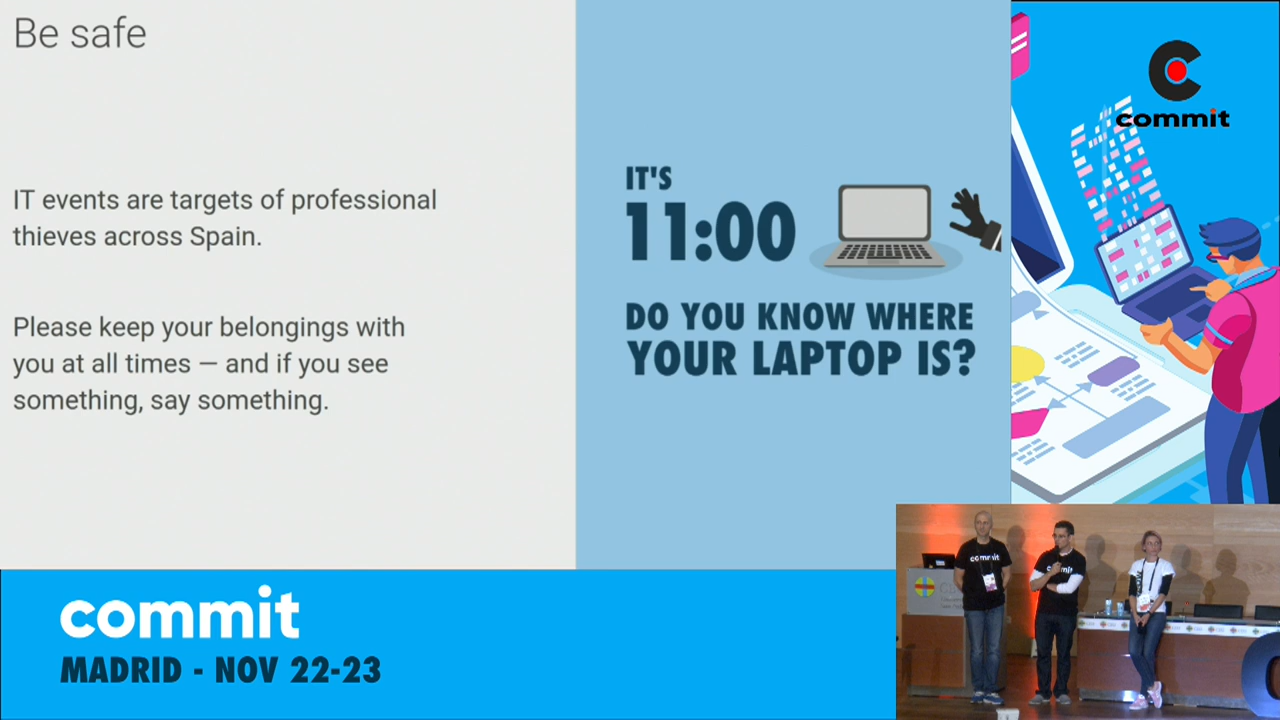 Be safe
IT events are targets of professional
thieves across Spain.
Please keep your belongings with
you at all times — and if you see
something, say something.
IT'S
11:00
DO YOU KNOW WHERE
YOUR LAPTOP IS?
commit
commit
MADRID - NOV 22-23
commit